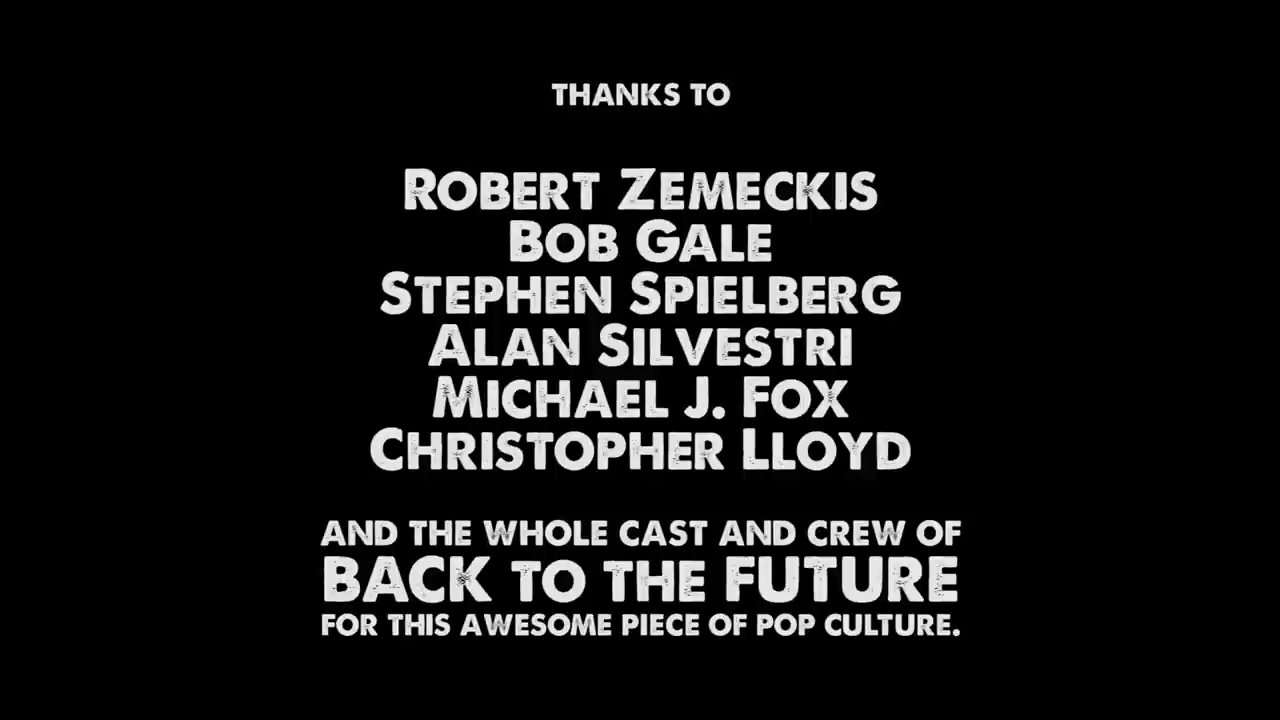 THANKS TO
ROBERT ZEMECKIS
BOB GALE
STEPHEN SPIELBERG
ALAN SILVESTRI
MICHAEL J. FOX
CHRISTOPHER LLOYD
AND THE WHOLE CAST AND CREW OF
BACK TO THE FUTURE
FOR THIS AWESOME PIECE OF POP CULTURE.